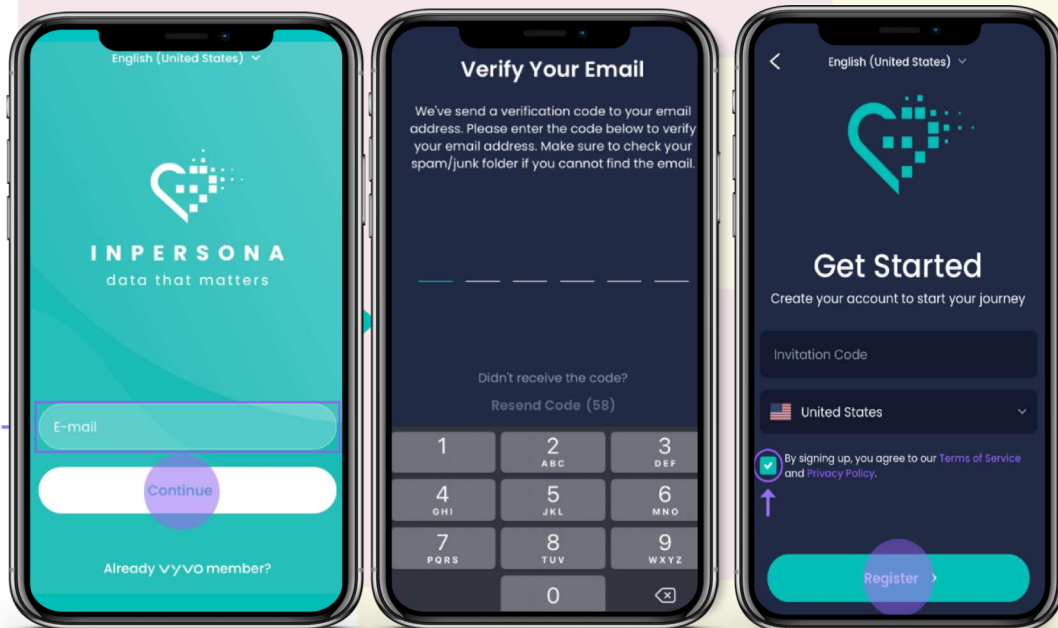 English (United States)
INPERSONA
data that matters
E-mail
Continue
Already vyvo member?
Verify Your Email
We've send a verification code to your email
address. Please enter the code below to verify
your email address. Make sure to check your
spam/junk folder if you cannot find the email.
Didn't receive the code?
Resend Code (58)
1
2
ABC
3
DEF
4
GHI
5
JKL
6
MNO
7
PQRS
8
TUV
9
WXYZ
0
English (United States)
Get Started
Create your account to start your journey
Invitation Code
United States
By signing up, you agree to our Terms of Service
and Privacy Policy.
Register